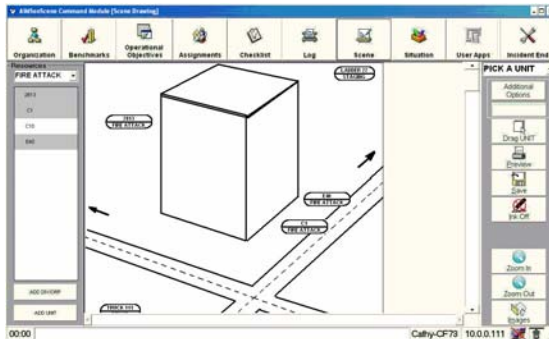 AWarenScene Command Module [Scene Drawing]
Organization
Benchmarks
Operational
Objectives
Assignments
Checklist
Log
Scene
Situation
User Apps
Incident End
Resources
FIRE ATTACK
C1
C10
E40
ADD DIV/GRP
ADD UNIT
STAGING
FIRE ATTACK
E40
FIRE ATTACK
C1
FIRE ATTACK
PICK A UNIT
Additional
Options
Drag UNIT
Preview
Save
Ink Off
Zoom In
Zoom Out
Images
00:00
Cathy-CF73
10.0.0.111